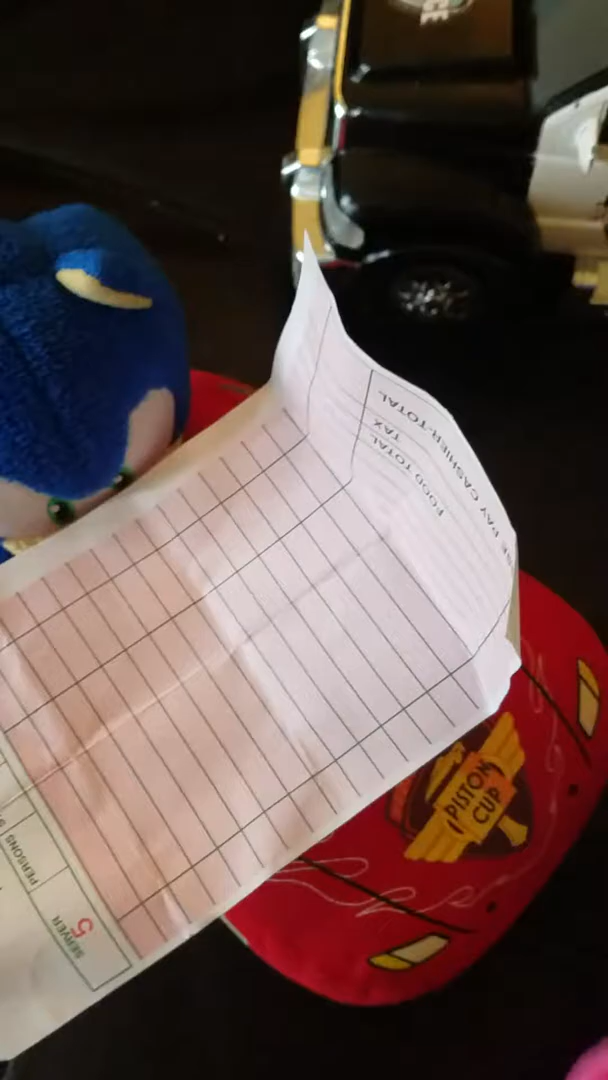 SERVER
5
PERSONS
FOOD TOTAL
TAX
PAY CASHIER-TOTAL
PISTON
CUP